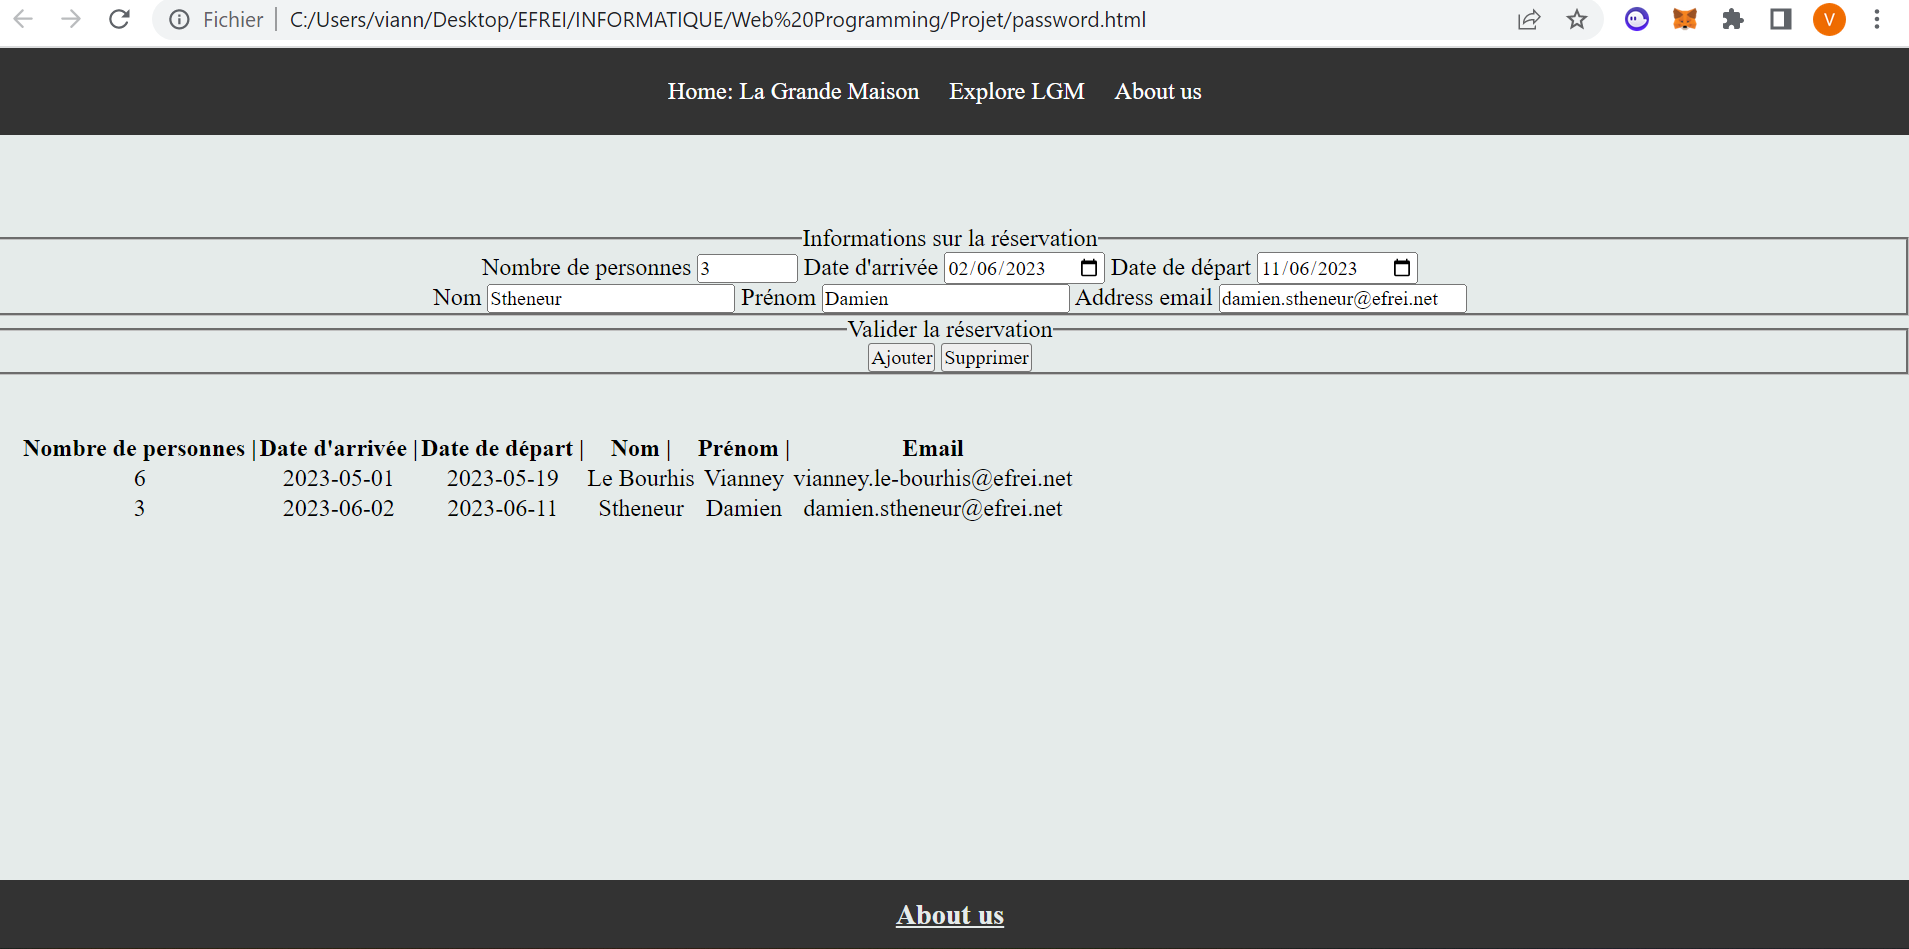 Fichier | C:/Users/viann/Desktop/EFREI/INFORMATIQUE/Web%20Programming/Projet/password.html V
Home: La Grande Maison Explore LGM About us
Informations sur la réservation
Nombre de personnes 3 Date d'arrivée 02/06/2023 Date de départ 11/06/2023
Nom Stheneur Prénom Damien Address email damien.stheneur@efrei.net
Valider la réservation
Ajouter Supprimer
Nombre de personnes | Date d'arrivée | Date de départ | Nom | Prénom | Email
6 2023-05-01 2023-05-19 Le Bourhis Vianney vianney.le-bourhis@efrei.net
3 2023-06-02 2023-06-11 Stheneur Damien damien.stheneur@efrei.net
About us